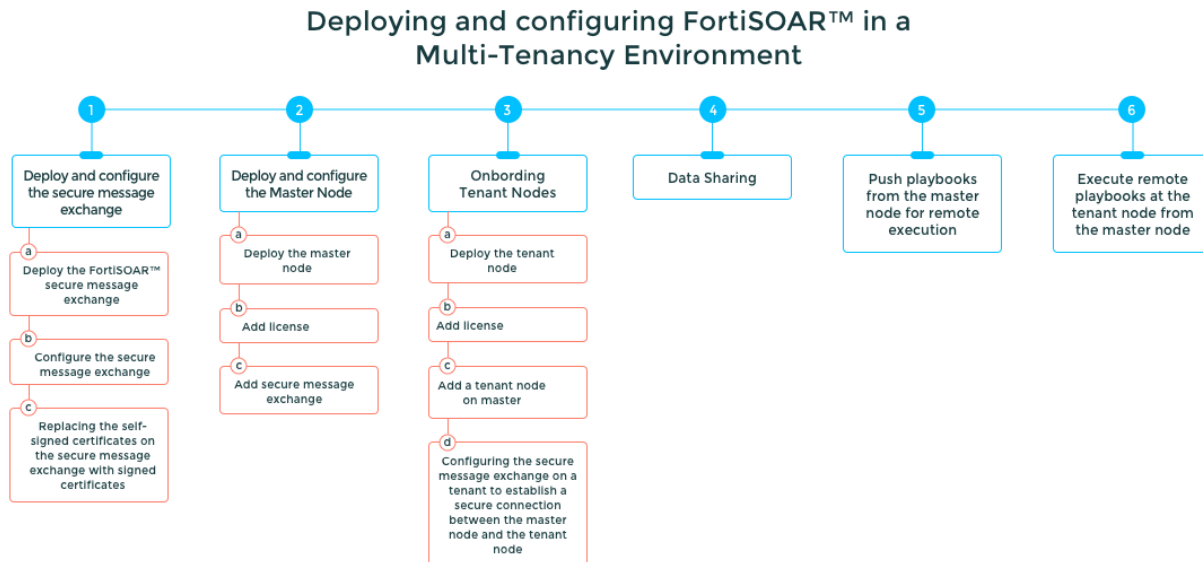 Deploying and configuring FortiSOAR™ in a
Multi-Tenancy Environment
1
2
3
4
5
6
Deploy and configure
the secure message
exchange
a
Deploy the FortiSOAR™
secure message
exchange
b
Configure the secure
message exchange
c
Replacing the self-
signed certificates on
the secure message
exchange with signed
certificates
Deploy and configure
the Master Node
a
Deploy the master
node
b
Add license
c
Add secure message
exchange
Onbording
Tenant Nodes
a
Deploy the tenant
node
b
Add license
c
Add a tenant node
on master
d
Configuring the secure
message exchange on a
tenant to establish a
secure connection
between the master
node and the tenant
node
Data Sharing
Push playbooks
from the master
node for remote
execution
Execute remote
playbooks at the
tenant node from
the master node